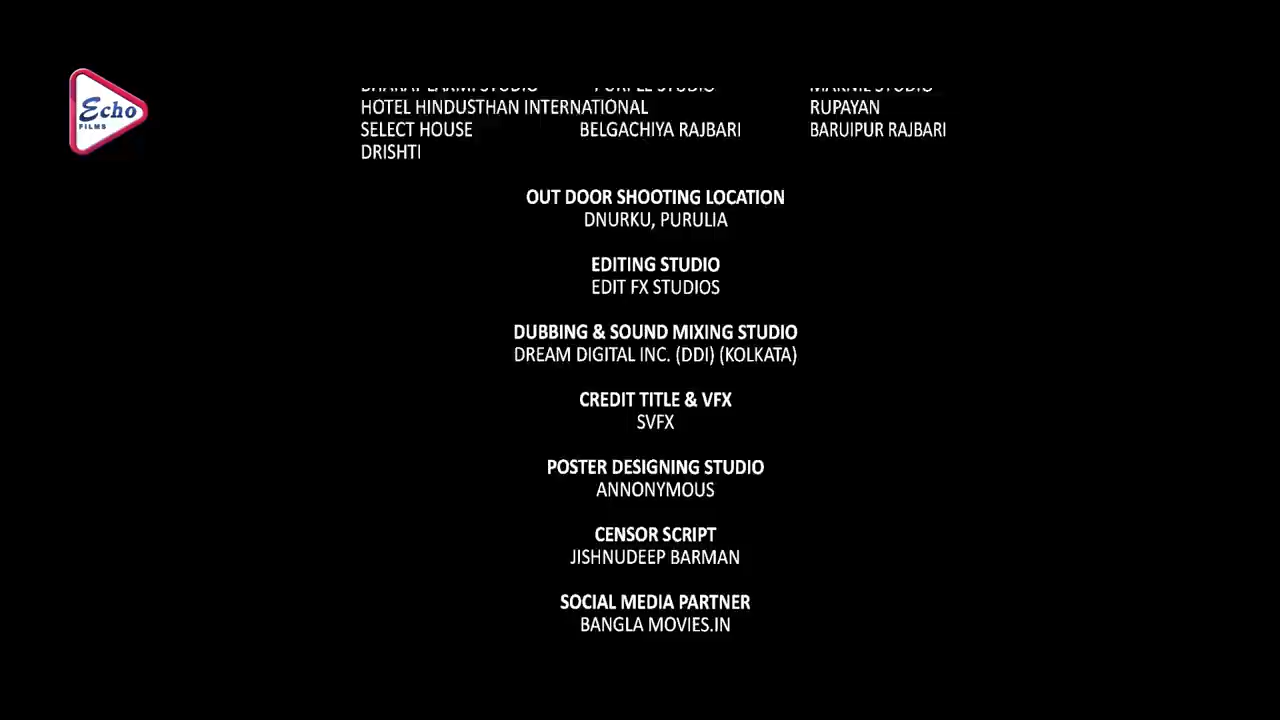 Echo
FILMS
HOTEL HINDUSTHAN INTERNATIONAL RUPAYAN
SELECT HOUSE BELGACHIYA RAJBARI BARUIPUR RAJBARI
DRISHTI
OUT DOOR SHOOTING LOCATION
DNURKU, PURULIA
EDITING STUDIO
EDIT FX STUDIOS
DUBBING & SOUND MIXING STUDIO
DREAM DIGITAL INC. (DDI) (KOLKATA)
CREDIT TITLE & VFX
SVFX
POSTER DESIGNING STUDIO
ANNONYMOUS
CENSOR SCRIPT
JISHNUDEEP BARMAN
SOCIAL MEDIA PARTNER
BANGLA MOVIES.IN